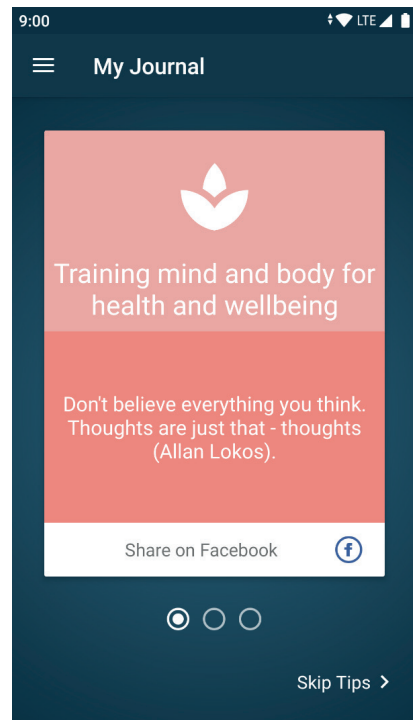 9:00 LTE
My Journal
Training mind and body for
health and wellbeing
Don't believe everything you think.
Thoughts are just that - thoughts
(Allan Lokos).
Share on Facebook
Skip Tips